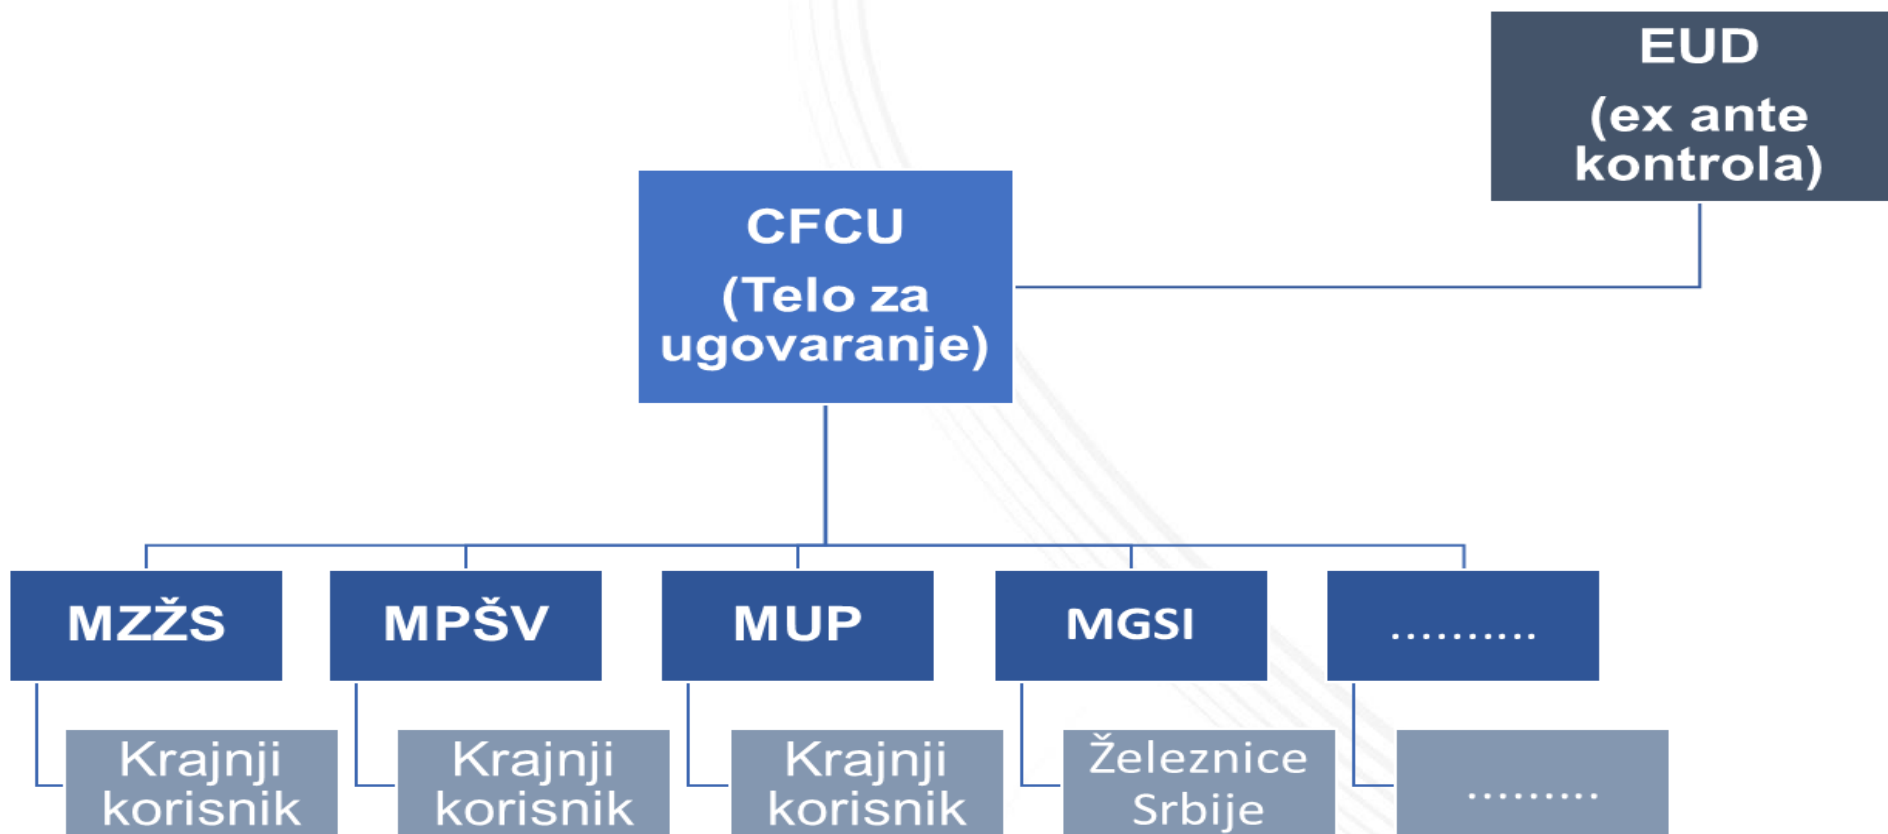 EUD
(ex ante
kontrola)
CFCU
(Telo za
ugovaranje)
MZŽS
MPŠV
MUP
MGSI
..........
Krajnji
korisnik
Krajnji
korisnik
Krajnji
korisnik
Železnice
Srbije
.........